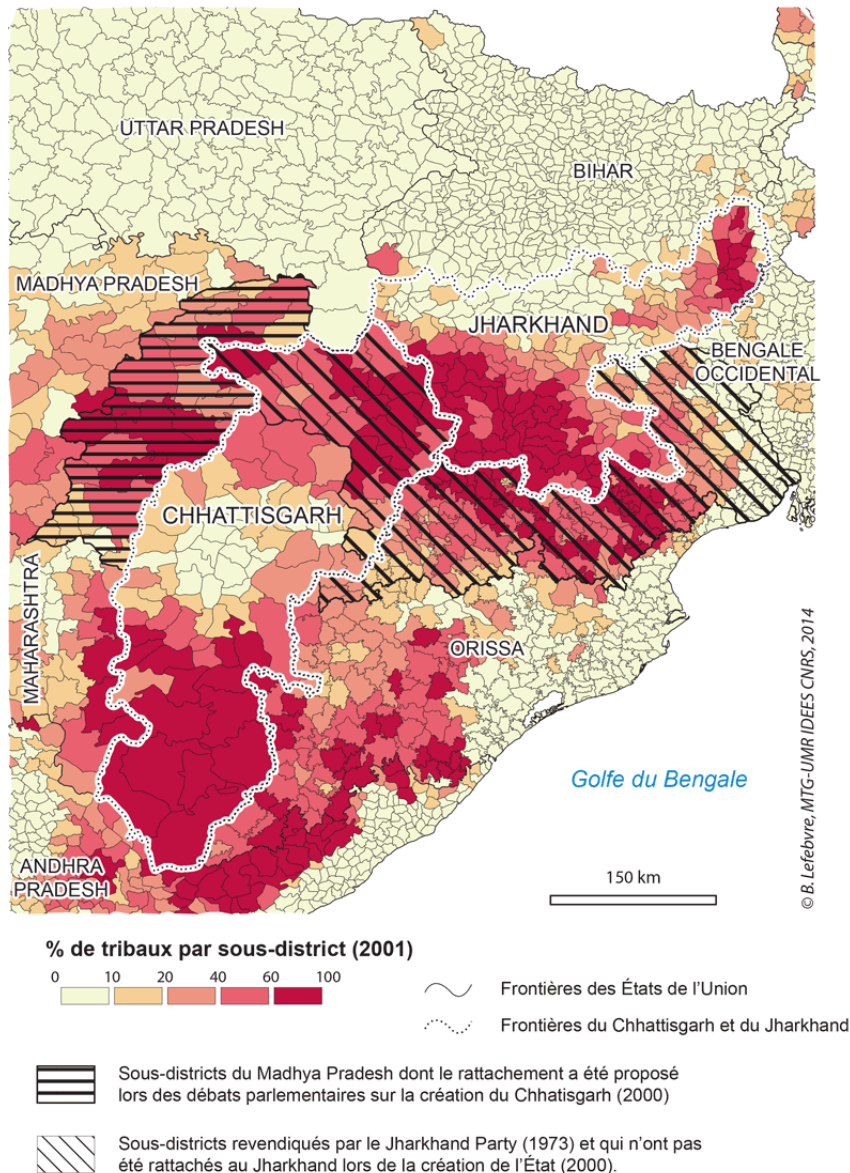 UTTAR PRADESH
BIHAR
MADHYA PRADESH
JHARKHAND
BENGALE
OCCIDENTAL
CHHATTISGARH
MAHARASHTRA
ORISSA
Golfe du Bengale
ANDHRA
PRADESH
150 km
© B. Lefebvre, MTG-UMR IDEES CNRS, 2014
% de tribaux par sous-district (2001)
0 10 20 40 60 100
Frontières des États de l'Union
Frontières du Chhattisgarh et du Jharkhand
Sous-districts du Madhya Pradesh dont le rattachement a été proposé
lors des débats parlementaires sur la création du Chhatisgarh (2000)
Sous-districts revendiqués par le Jharkhand Party (1973) et qui n'ont pas
été rattachés au Jharkhand lors de la création de l'État (2000).